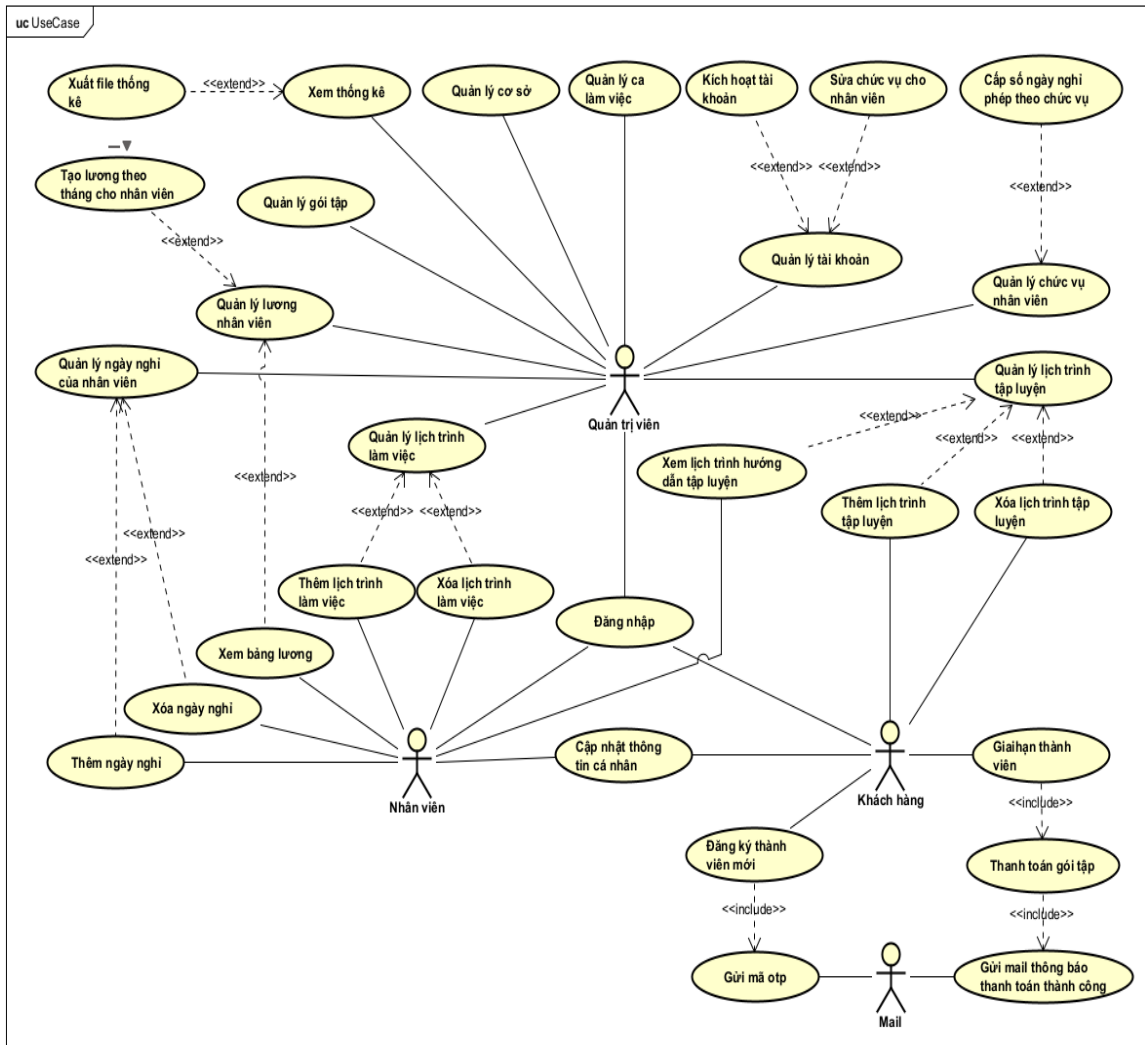 uc UseCase
Xuất file thống
kê
<<extend>>
Xem thống kê
Quản lý cơ sở
Quản lý ca
làm việc
Kích hoạt tài
khoản
Sửa chức vụ cho
nhân viên
Cấp số ngày nghỉ
phép theo chức vụ
Tạo lương theo
tháng cho nhân viên
<<extend>>
Quản lý gói tập
<<extend>>
<<extend>>
<<extend>>
Quản lý tài khoản
Quản lý lương
nhân viên
Quản lý chức vụ
nhân viên
Quản lý ngày nghỉ
của nhân viên
Quản trị viên
Quản lý lịch trình
tập luyện
<<extend>>
<<extend>>
<<extend>>
Quản lý lịch trình
làm việc
Xem lịch trình hướng
dẫn tập luyện
Thêm lịch trình
tập luyện
Xóa lịch trình tập
luyện
<<extend>>
<<extend>>
<<extend>>
<<extend>>
<<extend>>
Thêm lịch trình
làm việc
Xóa lịch trình
làm việc
Đăng nhập
Xem bảng lương
Xóa ngày nghỉ
Thêm ngày nghỉ
Nhân viên
Cập nhật thông
tin cá nhân
Khách hàng
Giaihạn thành
viên
<<include>>
Đăng ký thành
viên mới
Thanh toán gói tập
<<include>>
<<include>>
Gửi mã otp
Mail
Gửi mail thông báo
thanh toán thành công